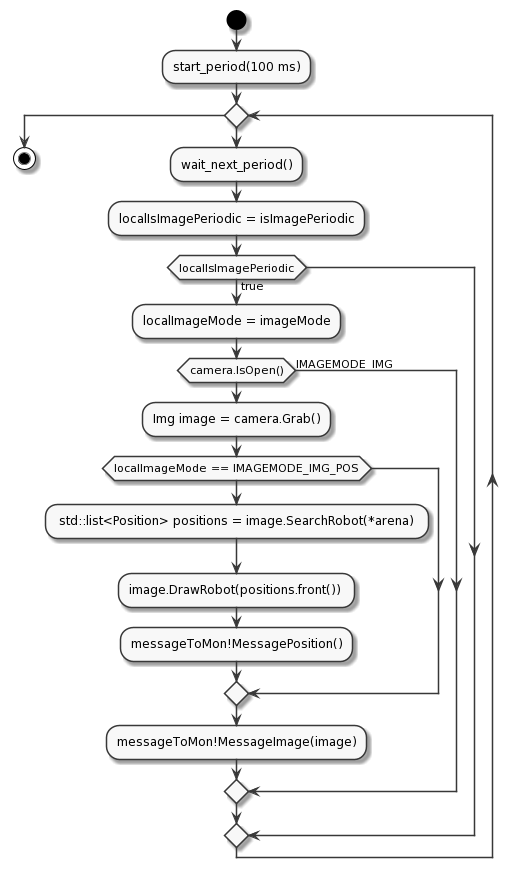 start_period(100 ms)
wait_next_period()
localIsImagePeriodic = isImagePeriodic
localIsImagePeriodic
true
localImageMode = imageMode
camera.IsOpen()
IMAGEMODE_IMG
Img image = camera.Grab()
localImageMode == IMAGEMODE_IMG_POS
std::list<Position> positions = image.SearchRobot(*arena)
image.DrawRobot(positions.front())
messageToMon!MessagePosition()
messageToMon!MessageImage(image)